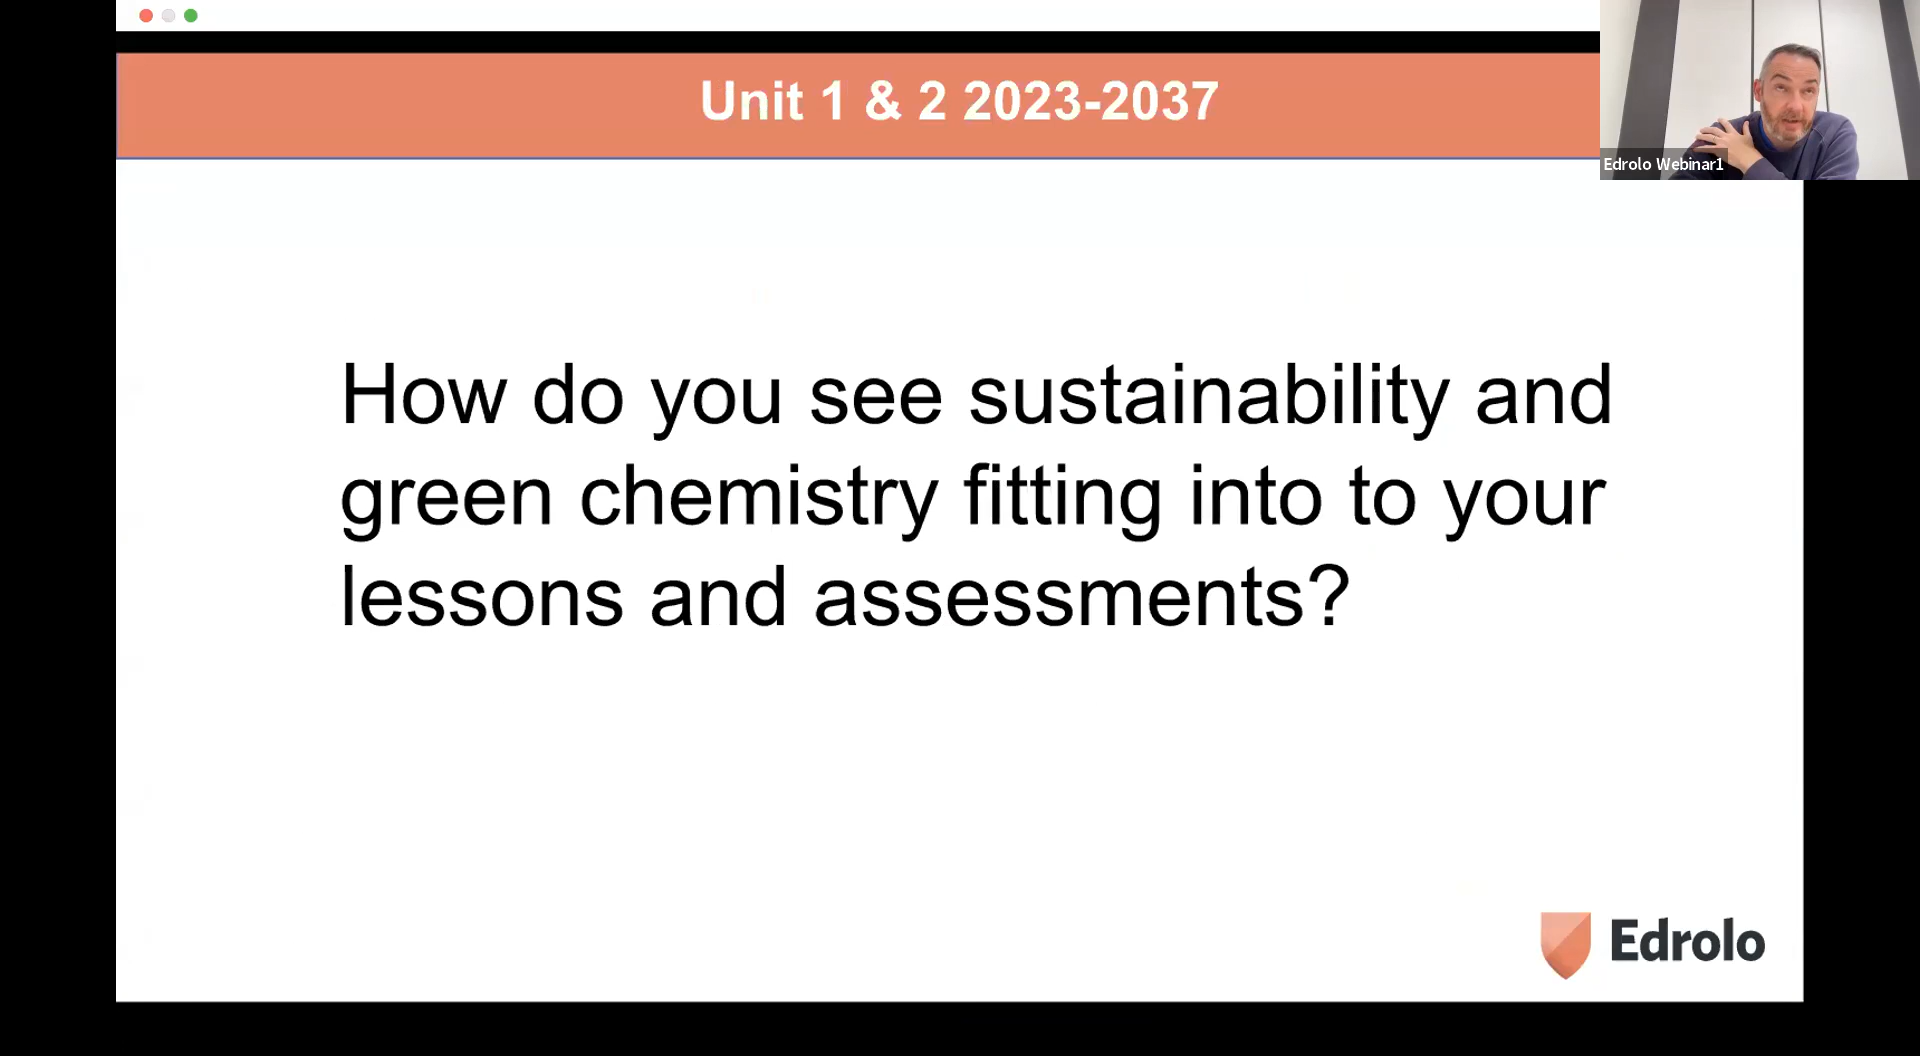 Unit 1 & 2 2023-2037
Edrolo Webinar1
How do you see sustainability and
green chemistry fitting into to your
lessons and assessments?
Edrolo